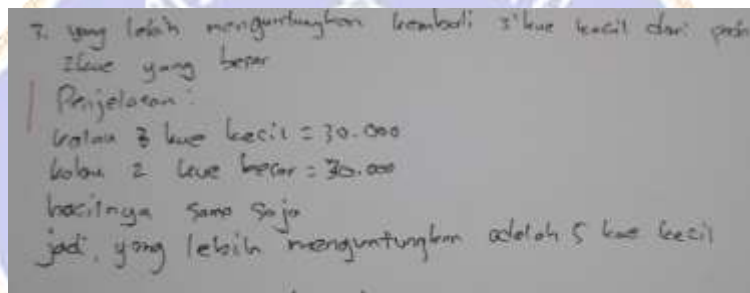 7. yang lebih menguntungkan kembali 3 kue kecil dari pada
2 kue yang besar
Penjelasan :
kalau 3 kue kecil = 30.000
kalau 2 kue besar = 30.000
hasilnya sama saja
jadi, yang lebih menguntungkan adalah 5 kue kecil